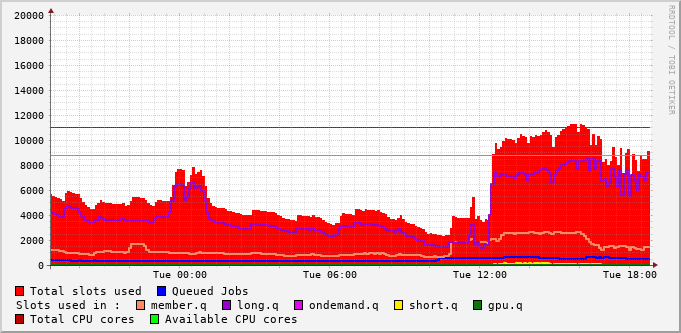 RRDTOOL / TOBI OETIKER
20000
18000
16000
14000
12000
10000
8000
6000
4000
2000
0
Tue 00:00 Tue 06:00 Tue 12:00 Tue 18:00
Total slots used Queued Jobs
Slots used in : member.q long.q ondemand.q short.q gpu.q
Total CPU cores Available CPU cores